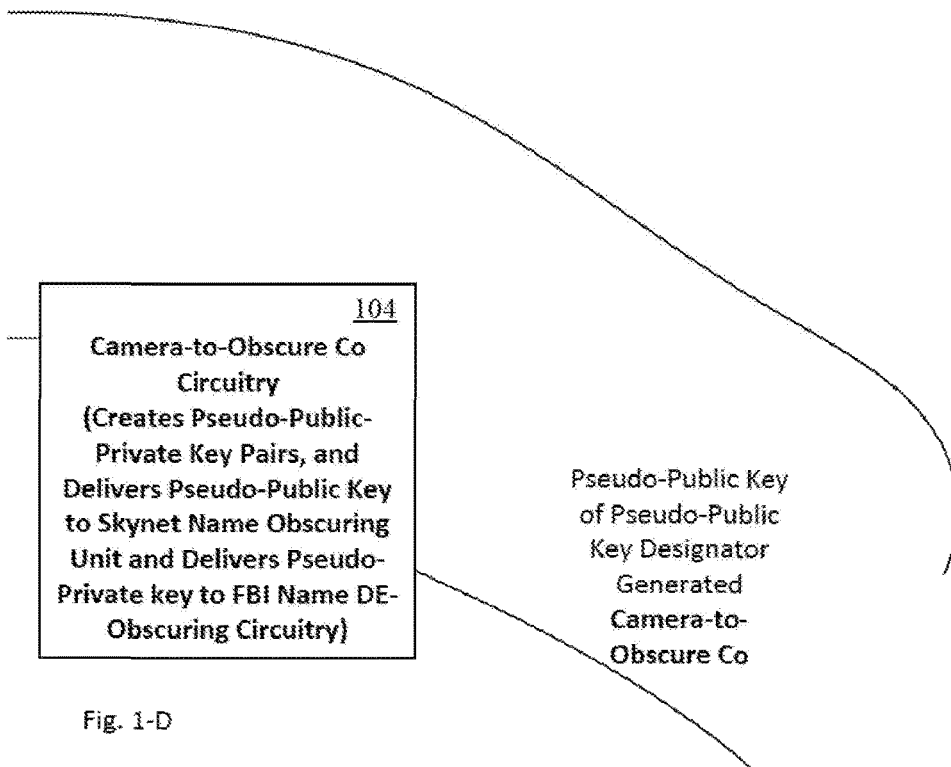 104
Camera-to-Obscure Co
Circuitry
(Creates Pseudo-Public-
Private Key Pairs, and
Delivers Pseudo-Public Key
to Skynet Name Obscuring
Unit and Delivers Pseudo-
Private key to FBI Name DE-
Obscuring Circuitry)
Pseudo-Public Key
of Pseudo-Public
Key Designator
Generated
Camera-to-
Obscure Co
Fig. 1-D